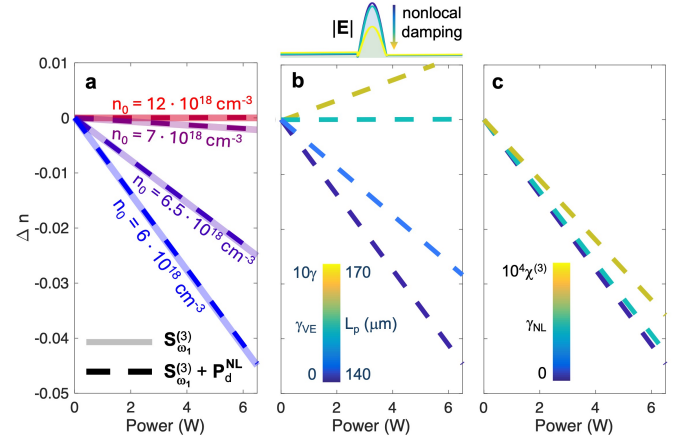 |E|
nonlocal
damping
a
b
c
0.01
0
-0.01
-0.02
-0.03
-0.04
-0.05
Δ n
n₀ = 12 · 10¹⁸ cm⁻³
n₀ = 7 · 10¹⁸ cm⁻³
n₀ = 6.5 · 10¹⁸ cm⁻³
n₀ = 6 · 10¹⁸ cm⁻³
S_ω₁^(3)
S_ω₁^(3) + P_d^NL
0 2 4 6
Power (W)
10γ 170
γ_VE L_p (μm)
0 140
0 2 4 6
Power (W)
10⁴χ^(3)
γ_NL
0
0 2 4 6
Power (W)